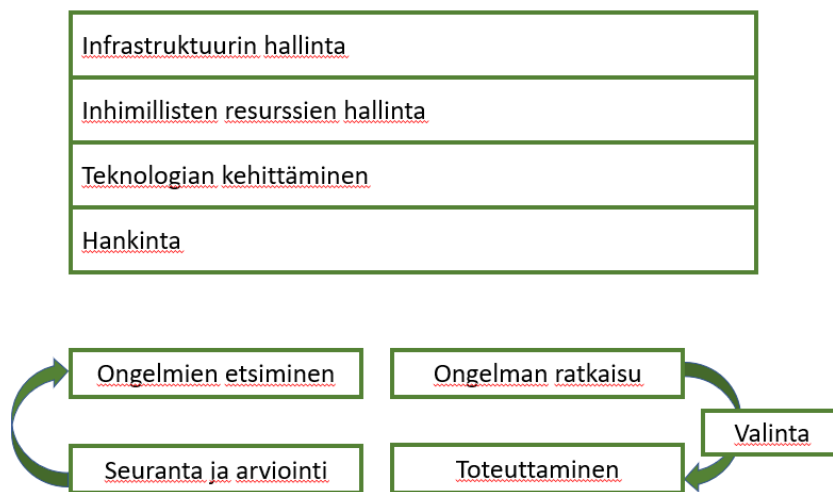 Infrastruktuurin hallinta
Inhimillisten resurssien hallinta
Teknologian kehittäminen
Hankinta
Ongelmien etsiminen
Ongelman ratkaisu
Valinta
Seuranta ja arviointi
Toteuttaminen